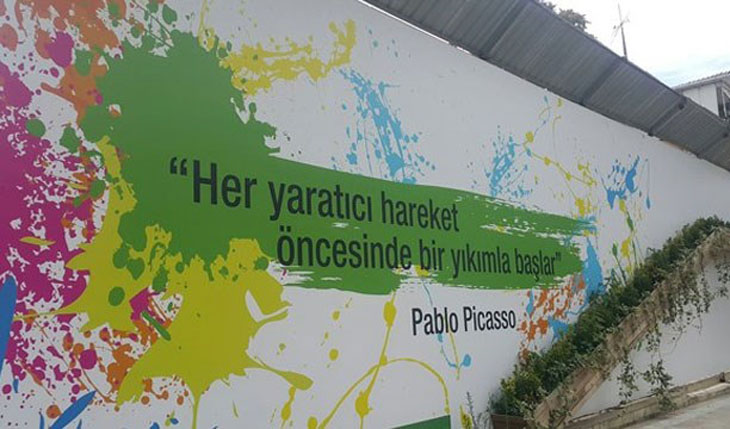 “Her yaratıcı hareket
öncesinde bir yıkımla başlar"
Pablo Picasso